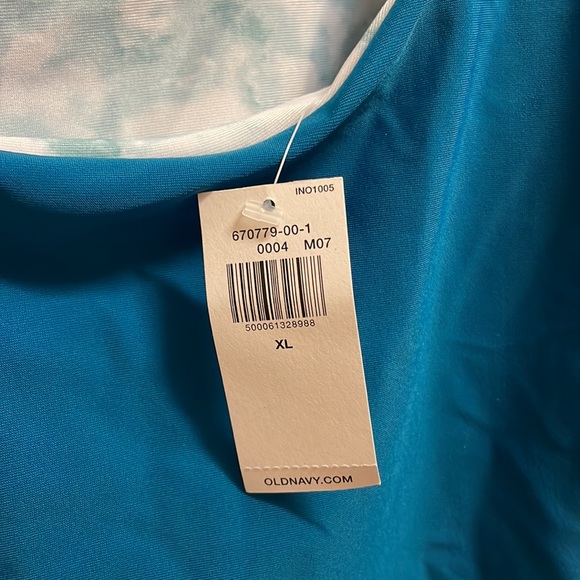 INO1005
670779-00-1
0004 M07
500061328988
XL
OLDNAVY.COM